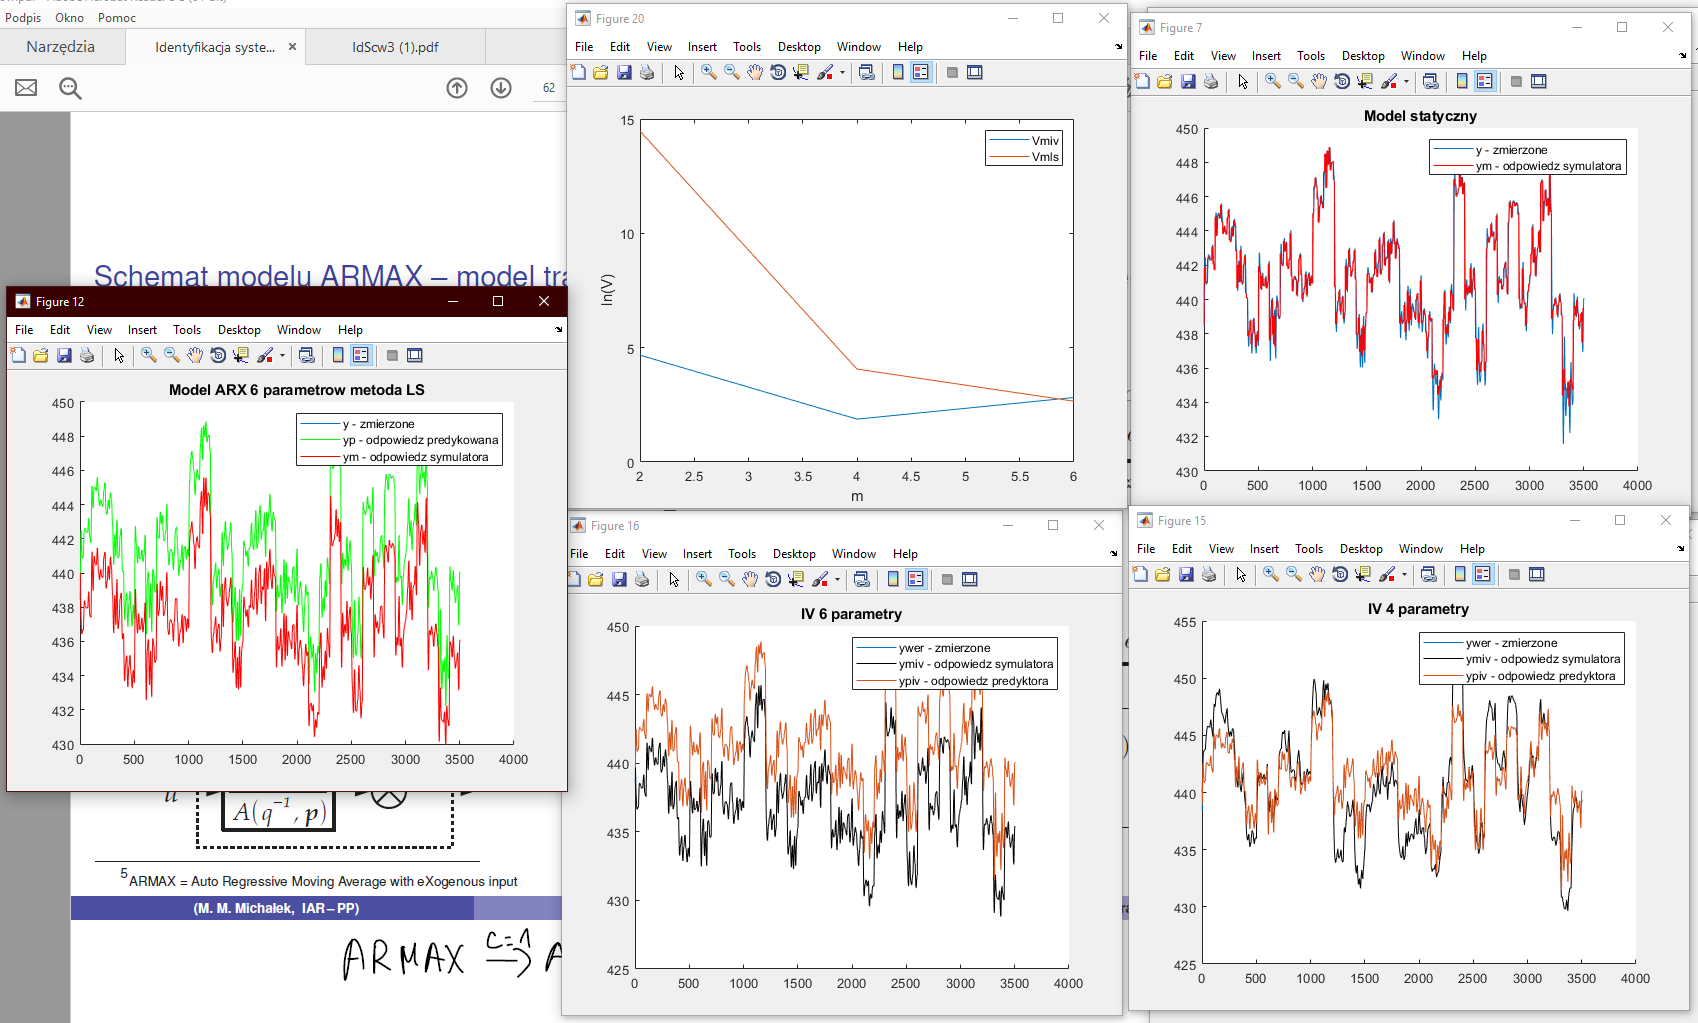 Podpis Okno Pomoc
Narzędzia
Identyfikacja syste... ×
IdScw3 (1).pdf
62
Schemat modelu ARMAX – model tra
Figure 20
File Edit View Insert Tools Desktop Window Help
15
10
5
0
ln(V)
2 2.5 3 3.5 4 4.5 5 5.5 6
m
Vmiv
Vmls
Figure 7
File Edit View Insert Tools Desktop Window Help
Model statyczny
y - zmierzone
ym - odpowiedz symulatora
450
448
446
444
442
440
438
436
434
432
430
0 500 1000 1500 2000 2500 3000 3500 4000
Figure 12
File Edit View Insert Tools Desktop Window Help
Model ARX 6 parametrow metoda LS
y - zmierzone
yp - odpowiedz predykowana
ym - odpowiedz symulatora
450
448
446
444
442
440
438
436
434
432
430
0 500 1000 1500 2000 2500 3000 3500 4000
Figure 16
File Edit View Insert Tools Desktop Window Help
IV 6 parametry
ywer - zmierzone
ymiv - odpowiedz symulatora
ypiv - odpowiedz predyktora
450
445
440
435
430
425
0 500 1000 1500 2000 2500 3000 3500 4000
Figure 15
File Edit View Insert Tools Desktop Window Help
IV 4 parametry
ywer - zmierzone
ymiv - odpowiedz symulatora
ypiv - odpowiedz predyktora
455
450
445
440
435
430
425
0 500 1000 1500 2000 2500 3000 3500 4000
u
A(q⁻¹, p)
5 ARMAX = Auto Regressive Moving Average with eXogenous input
(M. M. Michałek, IAR – PP)
ARMAX C=1 → A